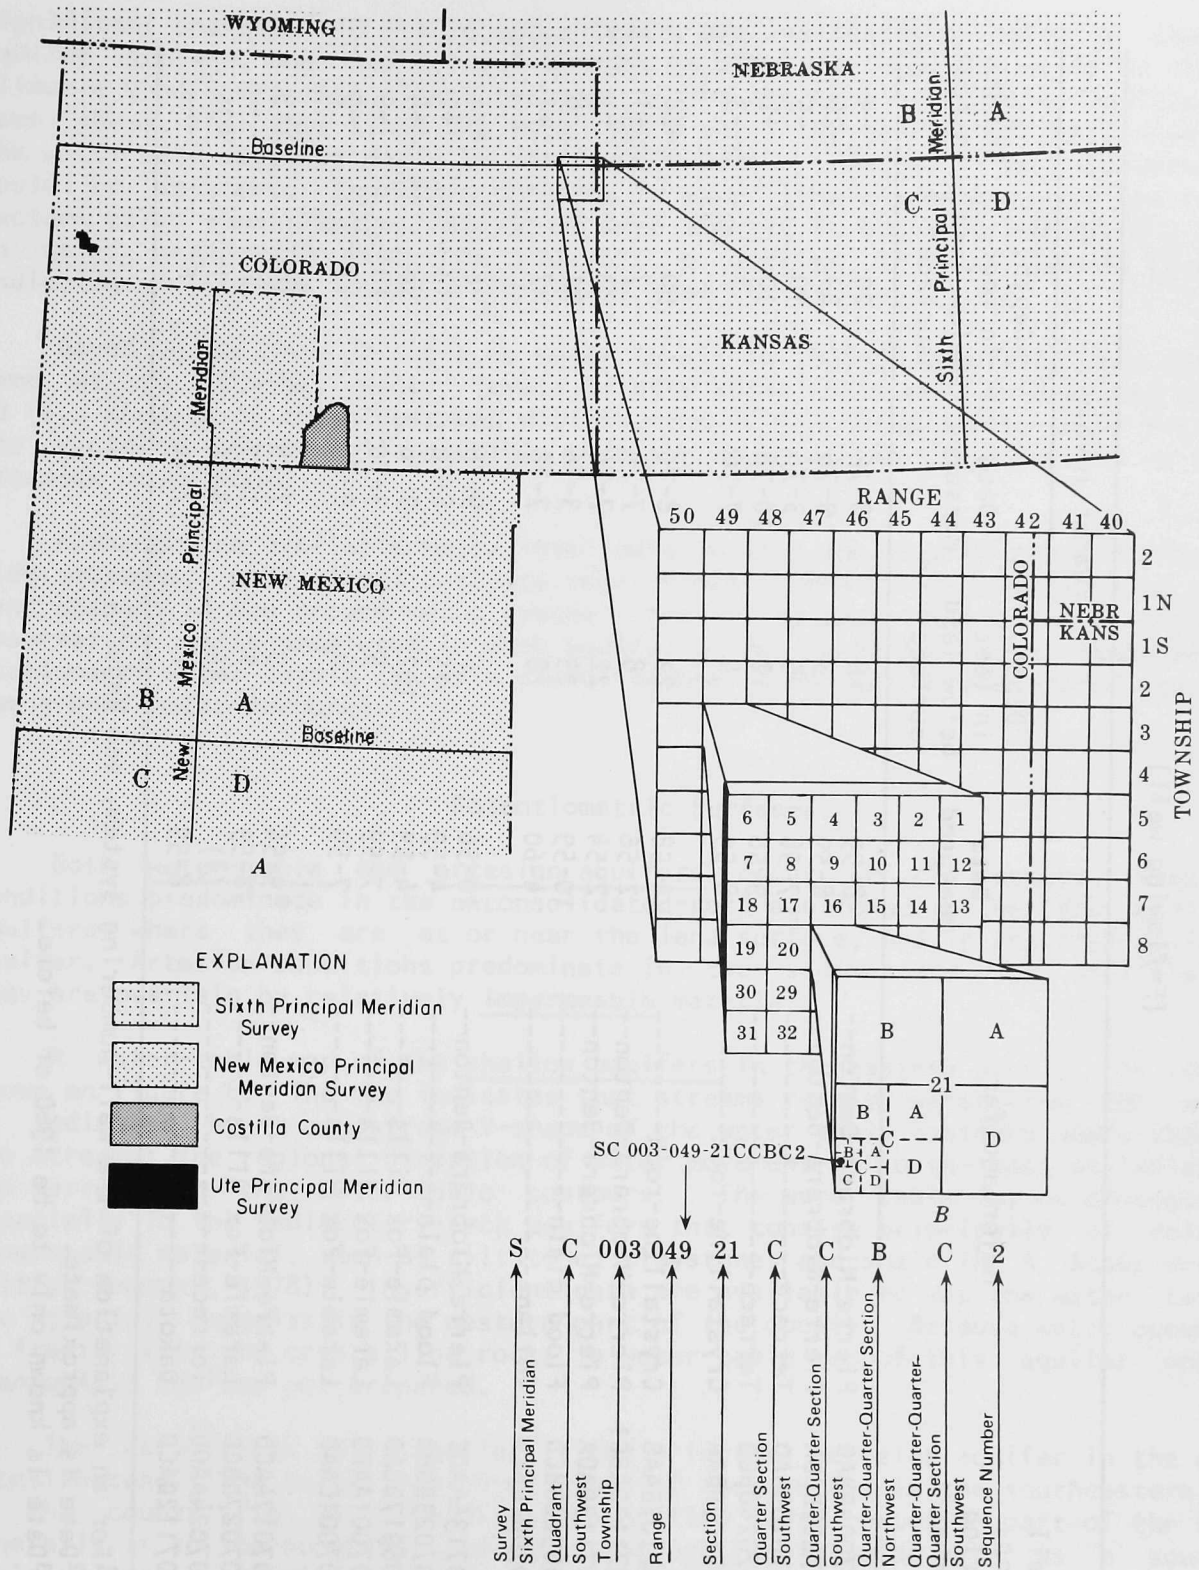 WYOMING
NEBRASKA
B
Meridian
A
Baseline
C
Sixth Principal
D
COLORADO
KANSAS
Meridian
New Mexico Principal
NEW MEXICO
B
A
Baseline
C
D
A
RANGE
50 49 48 47 46 45 44 43 42 41 40
2
1 N
1 S
2
3
4
5
6
7
8
TOWNSHIP
COLORADO
NEBR
KANS
6 5 4 3 2 1
7 8 9 10 11 12
18 17 16 15 14 13
19 20
30 29
31 32
B A
21
B A
C D
B A
C D
C
D
B
EXPLANATION
Sixth Principal Meridian
Survey
New Mexico Principal
Meridian Survey
Costilla County
Ute Principal Meridian
Survey
SC 003-049-21CCBC2
S C 003 049 21 C C B C 2
Survey
Sixth Principal Meridian
Quadrant
Southwest
Township
Range
Section
Quarter Section
Southwest
Quarter-Quarter Section
Southwest
Quarter-Quarter-Quarter Section
Northwest
Quarter-Quarter-Quarter-
Quarter Section
Southwest
Sequence Number